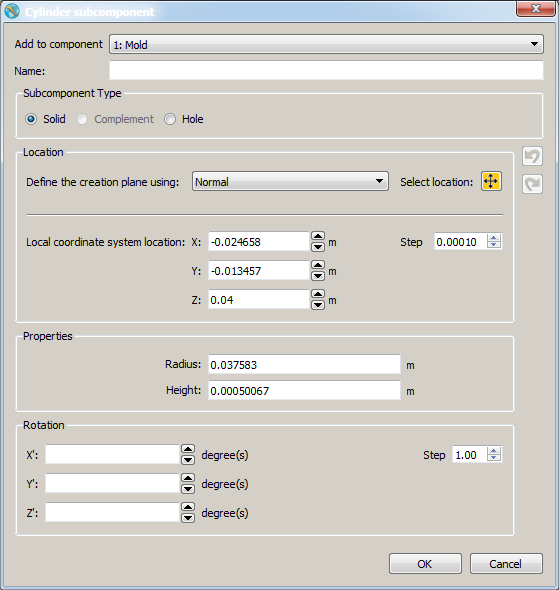 Cylinder subcomponent
Add to component 1: Mold
Name:
Subcomponent Type
Solid Complement Hole
Location
Define the creation plane using: Normal Select location:
Local coordinate system location: X: -0.024658 m Step 0.00010
Y: -0.013457 m
Z: 0.04 m
Properties
Radius: 0.037583 m
Height: 0.00050067 m
Rotation
X': degree(s) Step 1.00
Y': degree(s)
Z': degree(s)
OK Cancel